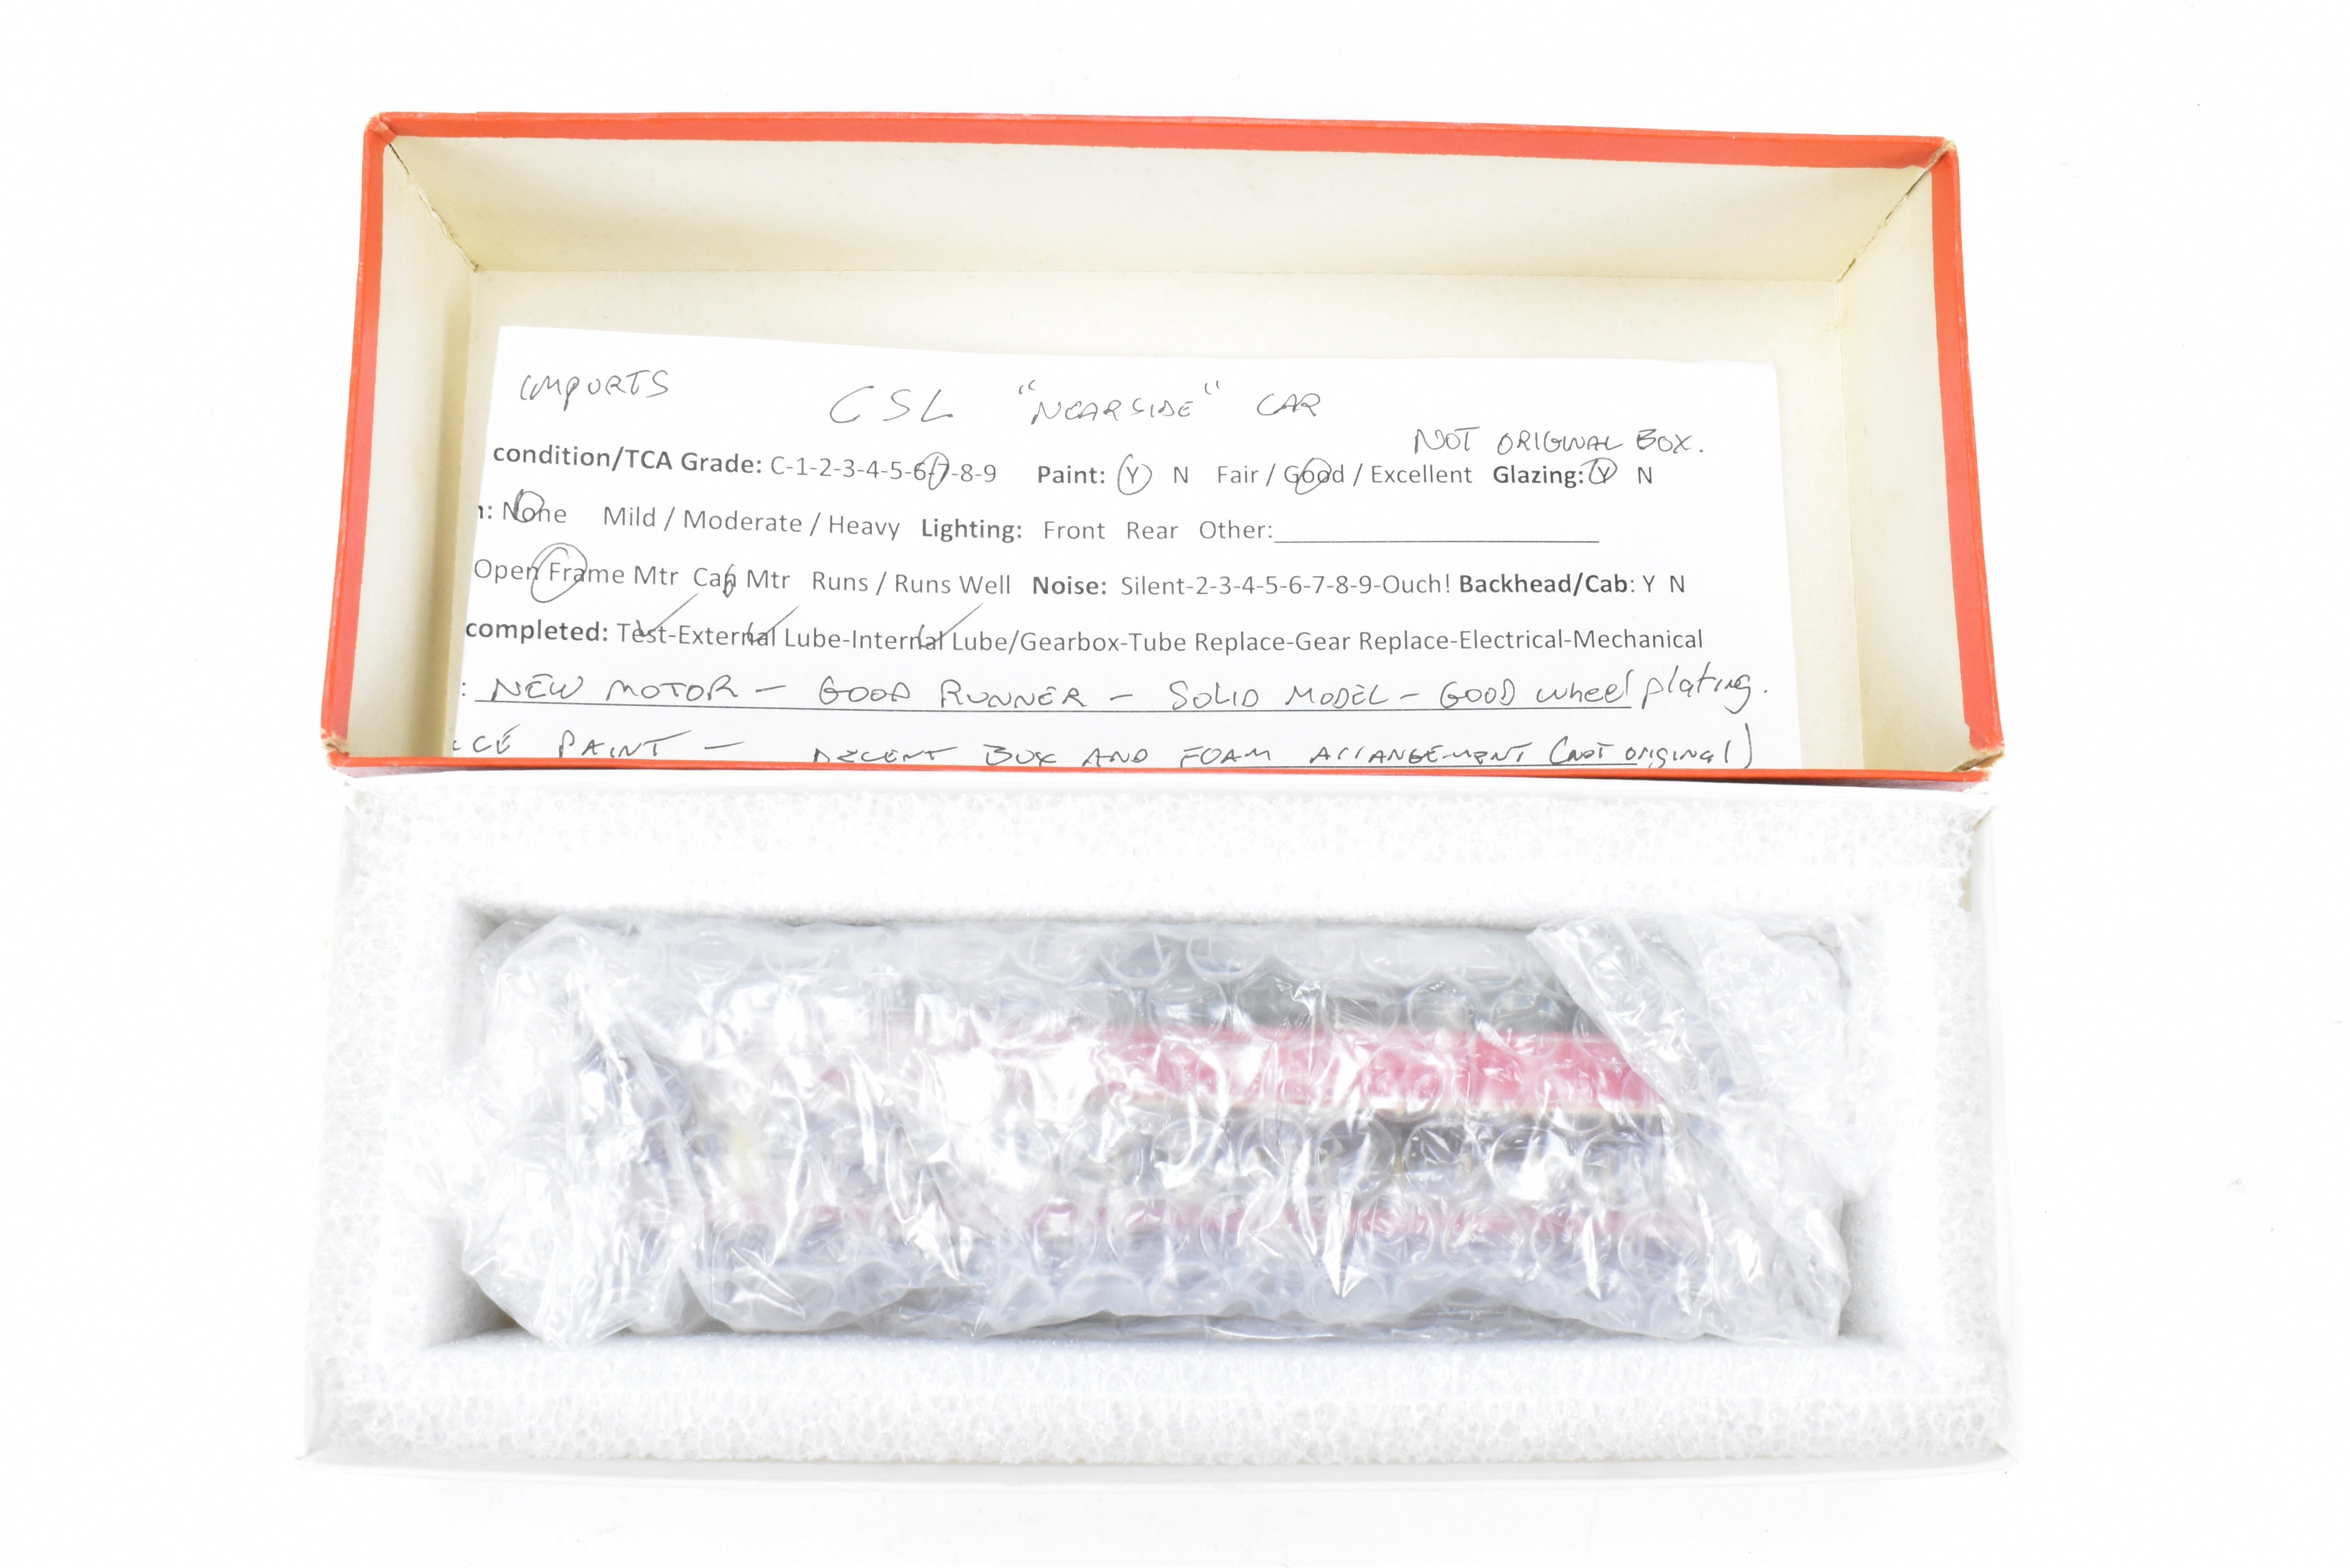 IMPORTS
CSL "NEARSIDE" CAR
NOT ORIGINAL BOX.
condition/TCA Grade: C-1-2-3-4-5-6-7-8-9 Paint: Y N Fair / Good / Excellent Glazing: Y N
: None Mild / Moderate / Heavy Lighting: Front Rear Other:
Open Frame Mtr Can Mtr Runs / Runs Well Noise: Silent-2-3-4-5-6-7-8-9-Ouch! Backhead/Cab: Y N
completed: Test-External Lube-Internal Lube/Gearbox-Tube Replace-Gear Replace-Electrical-Mechanical
: NEW MOTOR - GOOD RUNNER - SOLID MODEL - GOOD wheel plating.
PAINT - DECENT BOX AND FOAM ARRANGEMENT (not original)